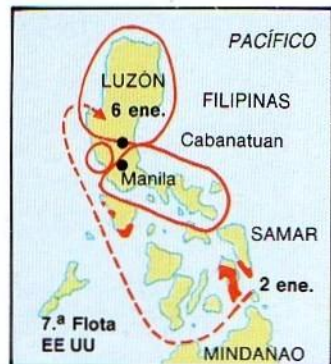 PACÍFICO
LUZÓN
6 ene.
FILIPINAS
Cabanatuan
Manila
SAMAR
2 ene.
7.ª Flota
EE UU
MINDANAO